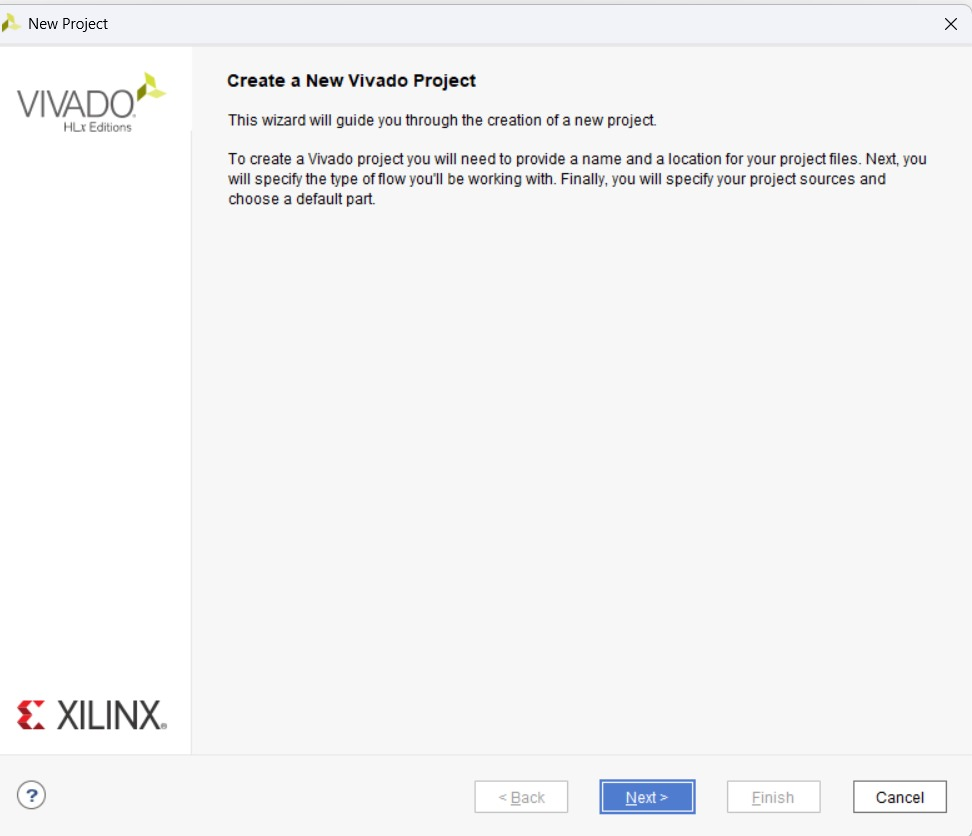 New Project
VIVADO
HLx Editions
Create a New Vivado Project
This wizard will guide you through the creation of a new project.
To create a Vivado project you will need to provide a name and a location for your project files. Next, you
will specify the type of flow you'll be working with. Finally, you will specify your project sources and
choose a default part.
XILINX
?
< Back
Next >
Finish
Cancel